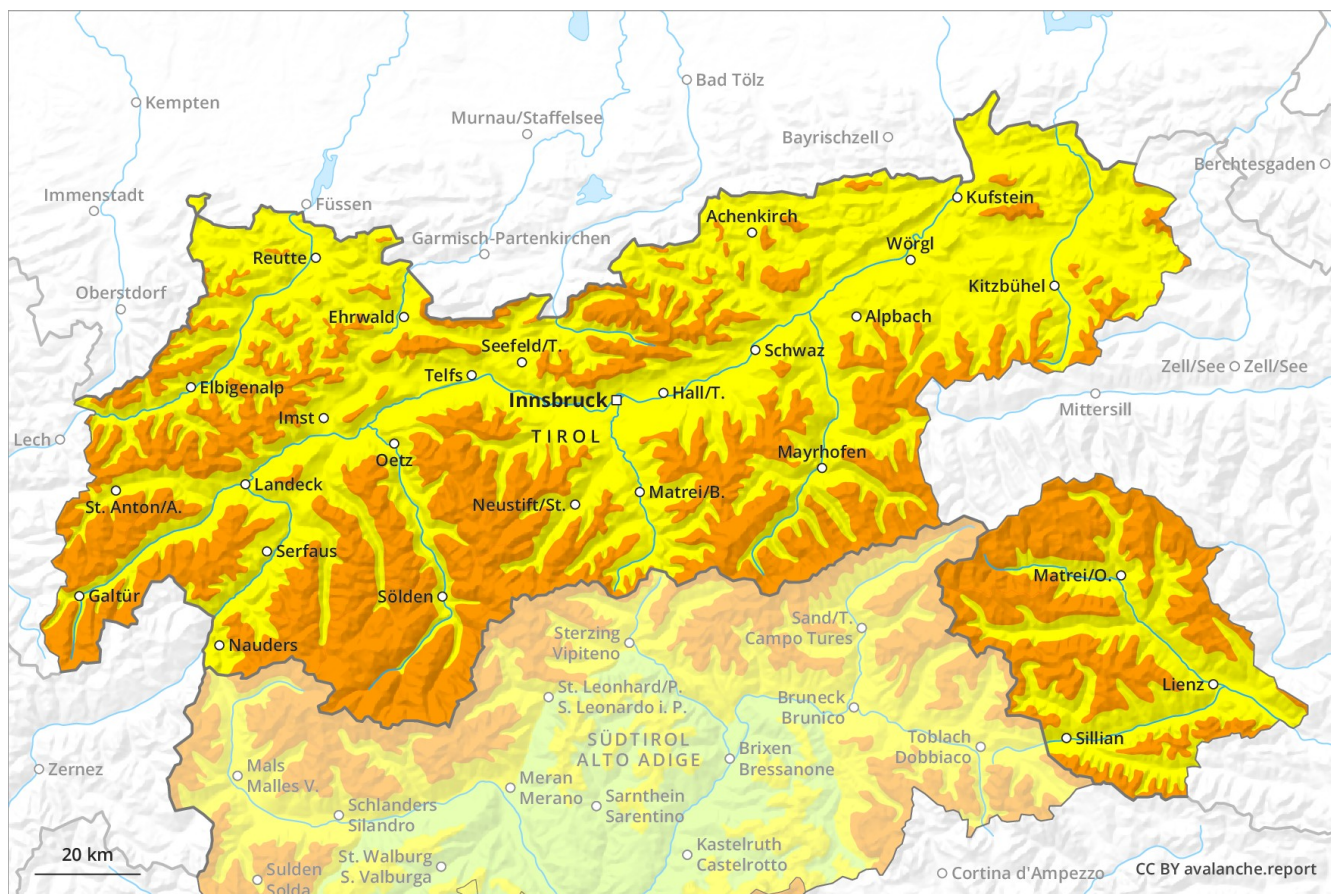 Bad Tölz
Kempten
Murnau/Staffelsee
Bayrischzell
Berchtesgaden
Immenstadt
Füssen
Kufstein
Achenkirch
Garmisch-Partenkirchen
Wörgl
Reutte
Oberstdorf
Kitzbühel
Ehrwald
Alpbach
Seefeld/T.
Schwaz
Telfs
Zell/See
Zell/See
Elbigenalp
Hall/T.
Innsbruck
Mittersill
Imst
TIROL
Lech
Oetz
Mayrhofen
Landeck
Matrei/B.
St. Anton/A.
Neustift/St.
Serfaus
Matrei/O.
Galtür
Sölden
Sand/T.
Campo Tures
Sterzing
Vipiteno
Nauders
Lienz
St. Leonhard/P.
S. Leonardo i. P.
Bruneck
Brunico
SÜDTIROL
ALTO ADIGE
Toblach
Dobbiaco
Sillian
Brixen
Bressanone
Zernez
Mals
Malles V.
Meran
Merano
Sarnthein
Sarentino
Schlanders
Silandro
20 km
St. Walburg
S. Valburga
Kastelruth
Castelrotto
Sulden
Solda
Cortina d'Ampezzo
CC BY avalanche.report